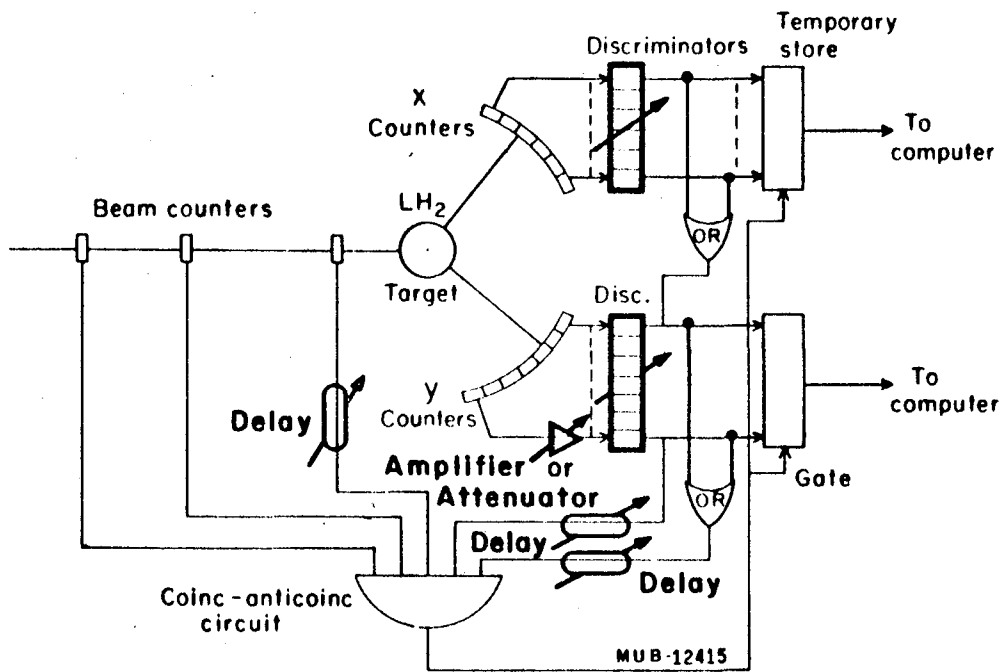 Temporary
store
Discriminators
X
Counters
To
computer
Beam counters
LH2
OR
Target
Disc.
y
Counters
To
computer
Delay
Amplifier or
Attenuator
Gate
OR
Delay
Delay
Coinc-anticoinc
circuit
MUB-12415